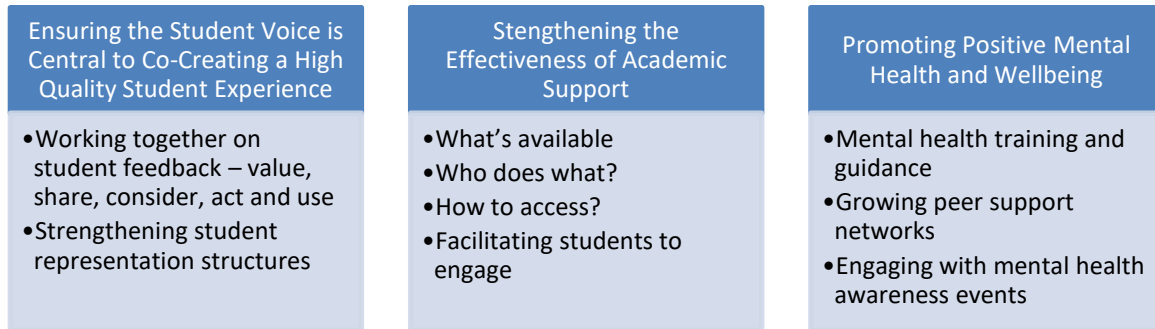 Ensuring the Student Voice is
Central to Co-Creating a High
Quality Student Experience
•Working together on
student feedback – value,
share, consider, act and use
•Strengthening student
representation structures
Stengthening the
Effectiveness of Academic
Support
•What’s available
•Who does what?
•How to access?
•Facilitating students to
engage
Promoting Positive Mental
Health and Wellbeing
•Mental health training and
guidance
•Growing peer support
networks
•Engaging with mental health
awareness events